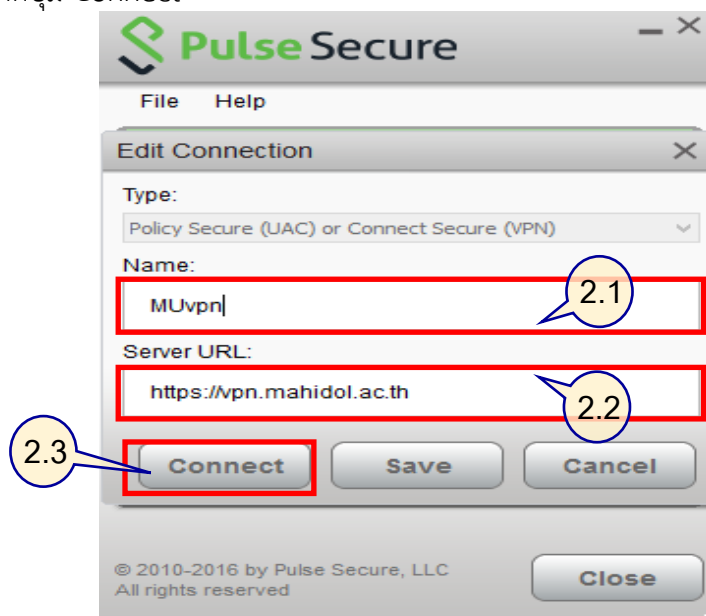 Connect
Pulse Secure
File Help
Edit Connection
Type:
Policy Secure (UAC) or Connect Secure (VPN)
Name:
2.1
MUvpn
Server URL:
https://vpn.mahidol.ac.th
2.2
2.3
Connect Save Cancel
© 2010-2016 by Pulse Secure, LLC
All rights reserved
Close